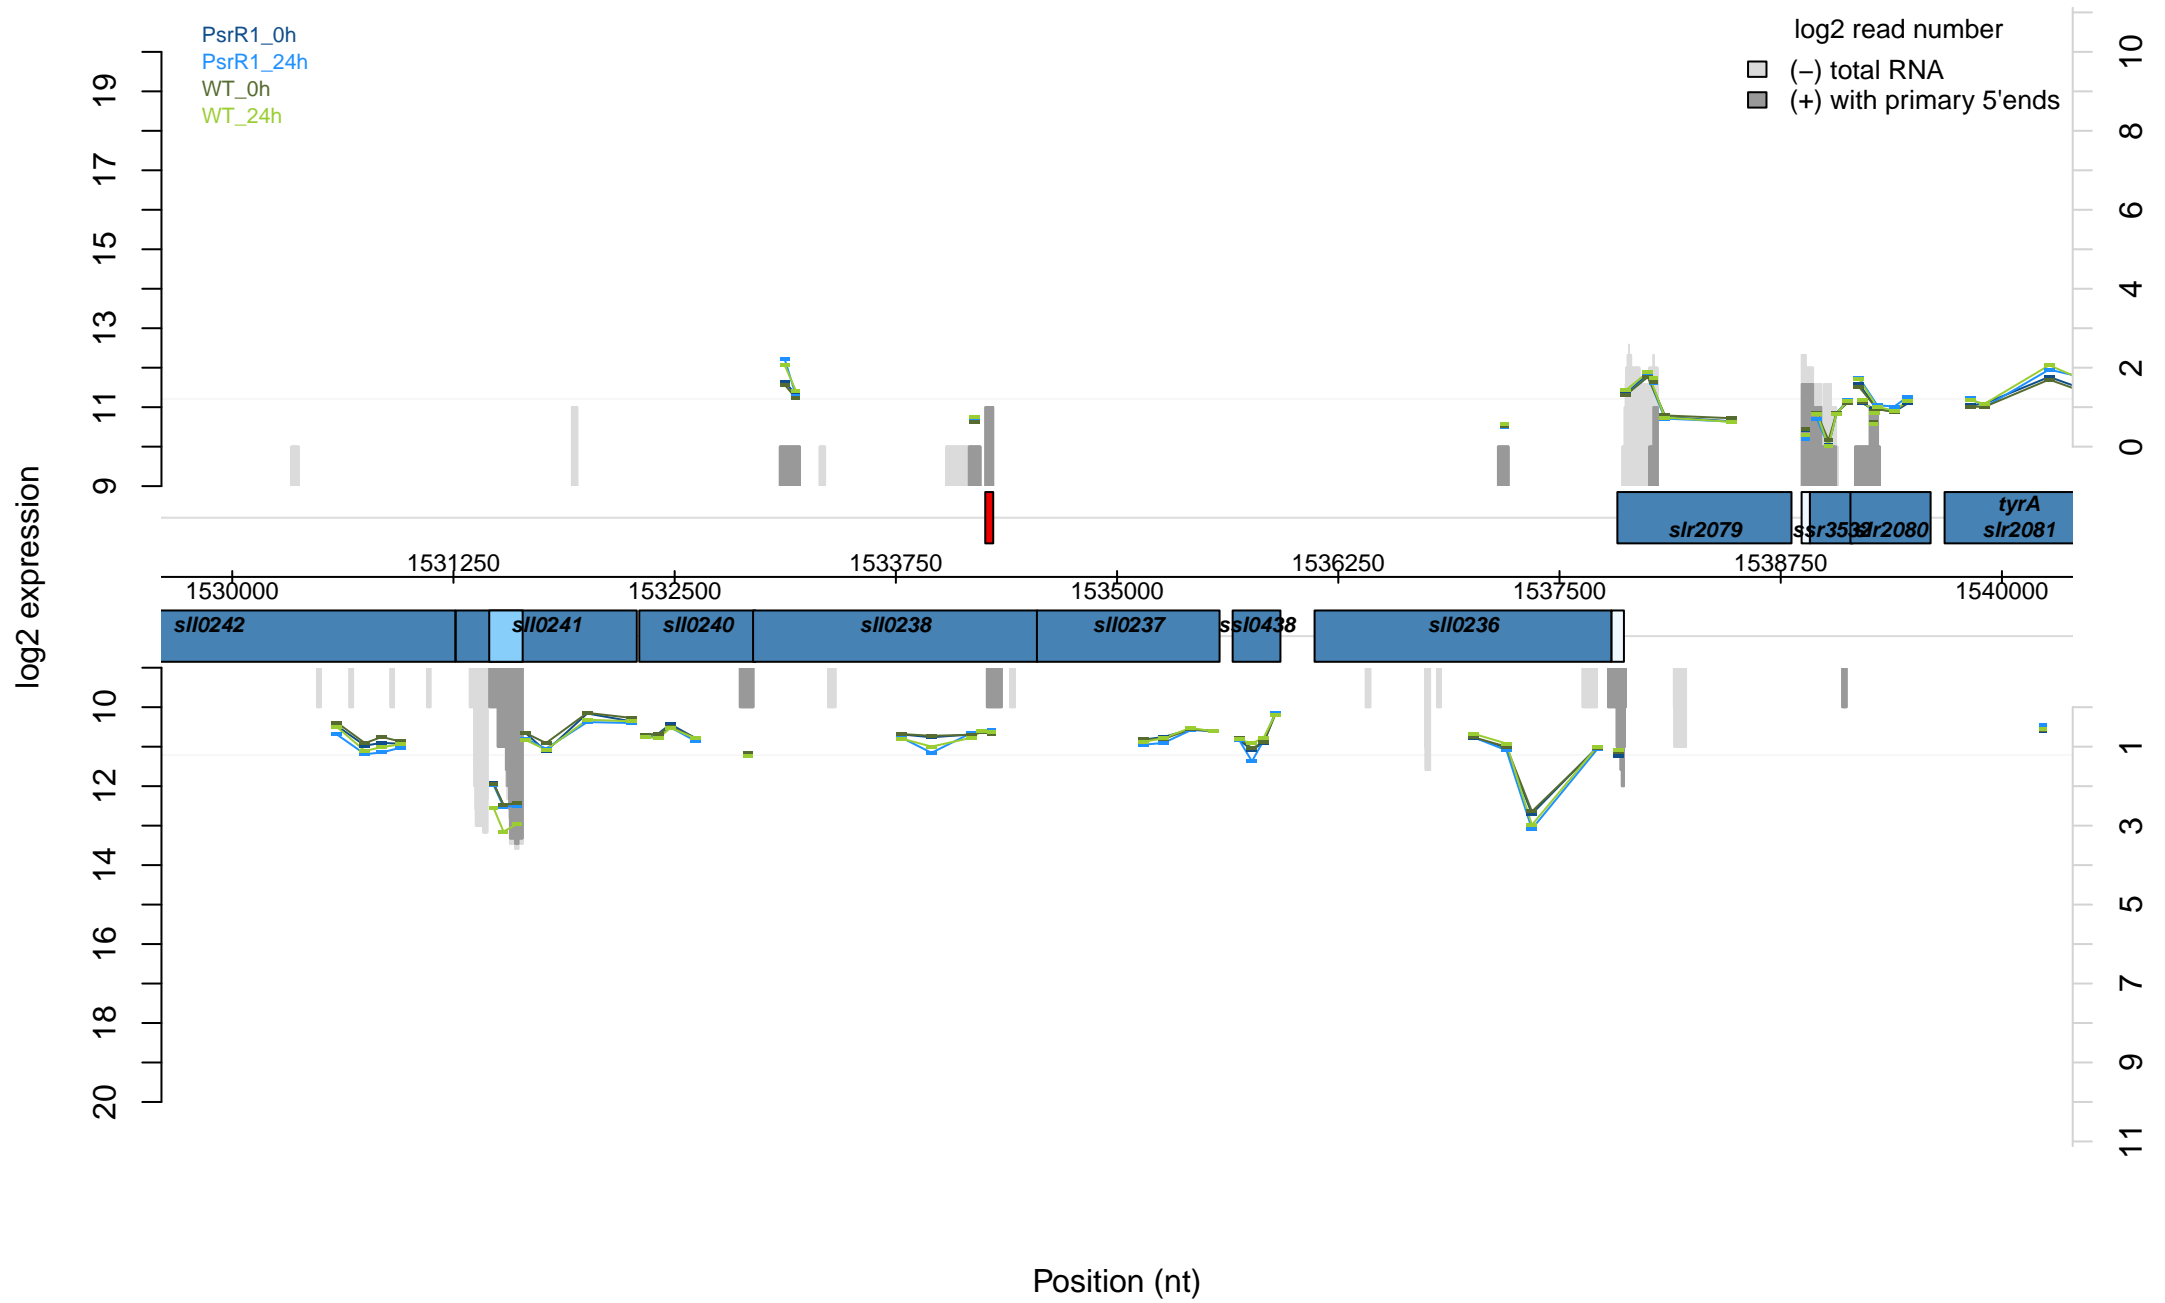 PsrR1_0h
PsrR1_24h
WT_0h
WT_24h
log2 read number
(−) total RNA
(+) with primary 5'ends
19
17
15
13
11
9
10
8
6
4
2
0
log2 expression
tyrA
slr2079
ssr3532
slr2080
slr2081
1531250
1533750
1536250
1538750
1530000
1532500
1535000
1537500
1540000
sll0242
sll0241
sll0240
sll0238
sll0237
ssl0438
sll0236
10
12
14
16
18
20
1
3
5
7
9
11
Position (nt)